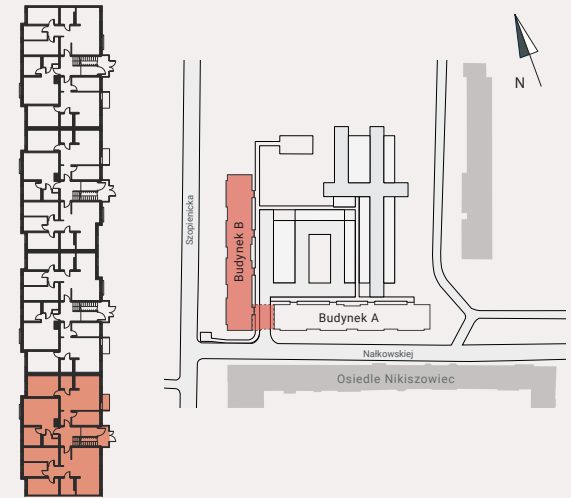 N
Szopienicka
Budynek B
Budynek A
Nałkowskiej
Osiedle Nikiszowiec